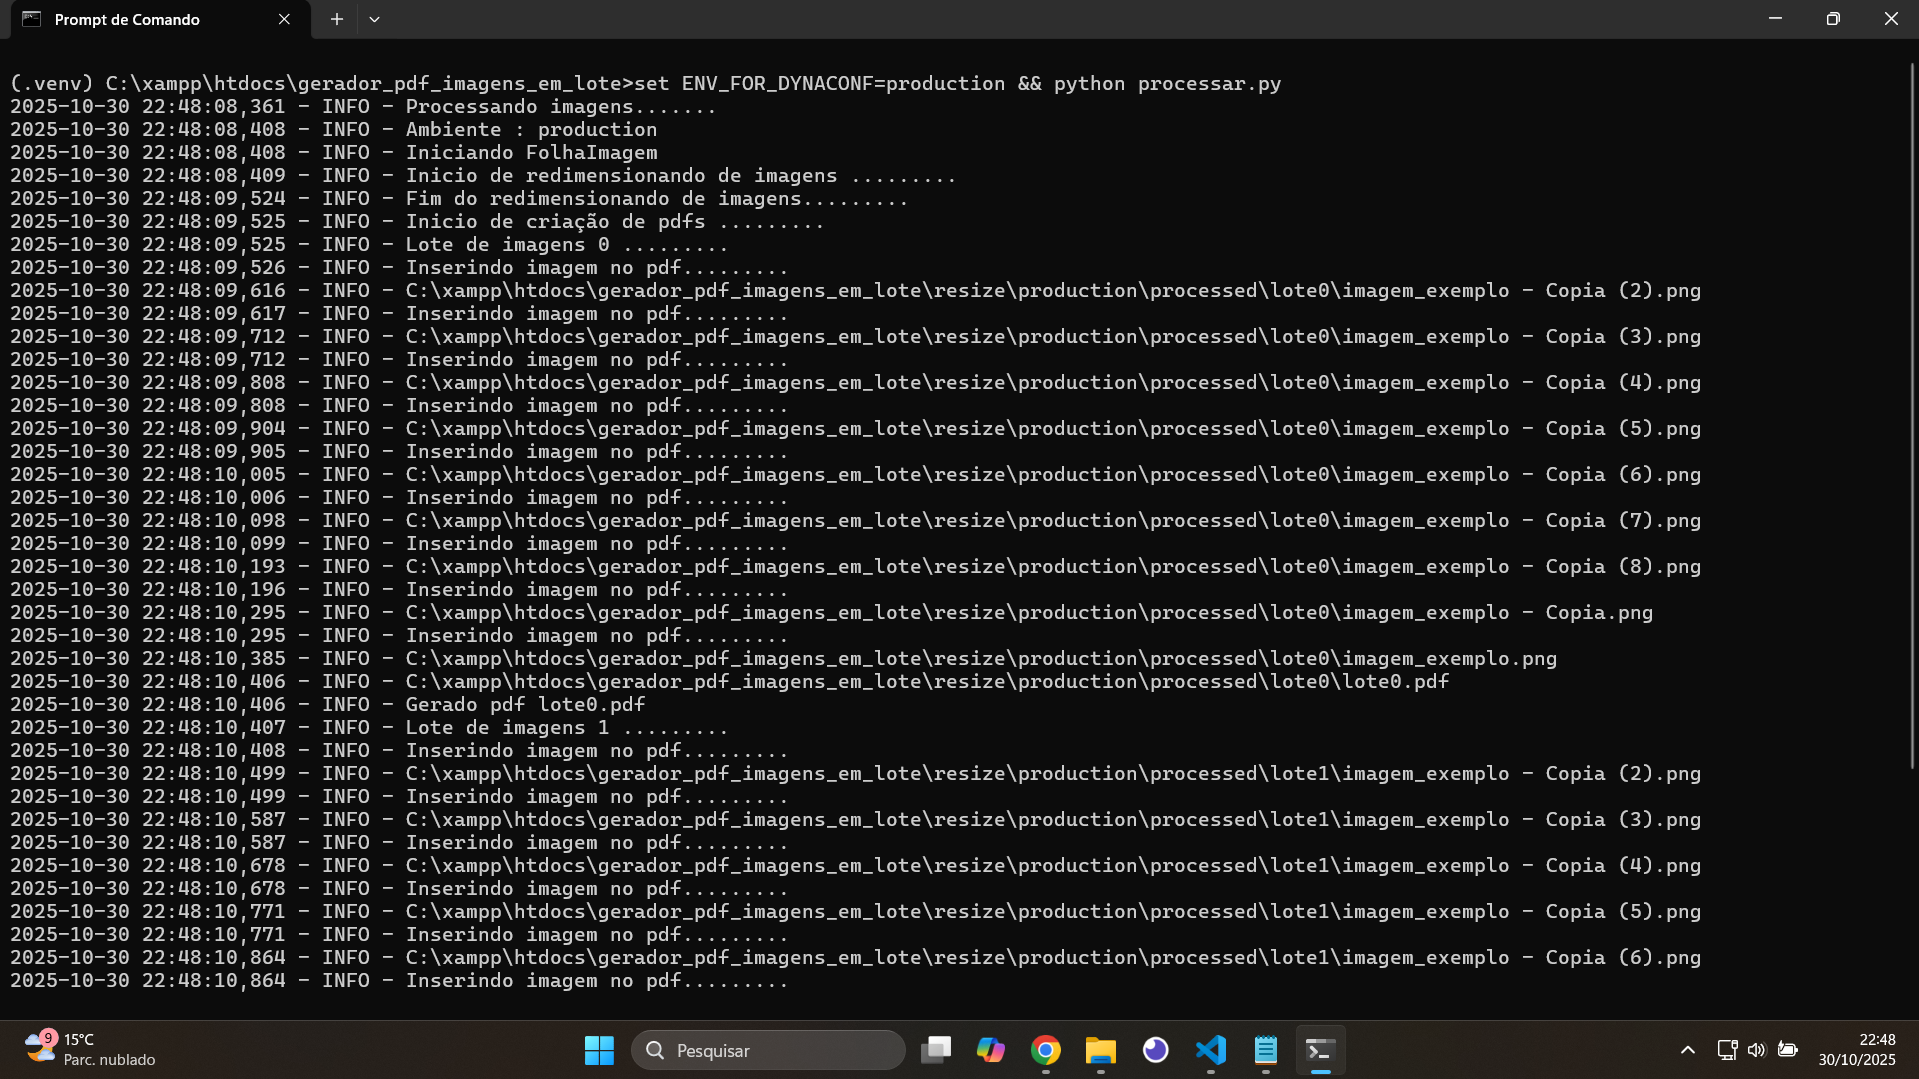 Prompt de Comando
(.venv) C:\xampp\htdocs\gerador_pdf_imagens_em_lote>set ENV_FOR_DYNACONF=production && python processar.py
2025-10-30 22:48:08,361 - INFO - Processando imagens.......
2025-10-30 22:48:08,408 - INFO - Ambiente : production
2025-10-30 22:48:08,408 - INFO - Iniciando FolhaImagem
2025-10-30 22:48:08,409 - INFO - Inicio de redimensionando de imagens .........
2025-10-30 22:48:09,524 - INFO - Fim do redimensionando de imagens.........
2025-10-30 22:48:09,525 - INFO - Inicio de criação de pdfs .........
2025-10-30 22:48:09,525 - INFO - Lote de imagens 0 .........
2025-10-30 22:48:09,526 - INFO - Inserindo imagem no pdf.........
2025-10-30 22:48:09,616 - INFO - C:\xampp\htdocs\gerador_pdf_imagens_em_lote\resize\production\processed\lote0\imagem_exemplo - Copia (2).png
2025-10-30 22:48:09,617 - INFO - Inserindo imagem no pdf.........
2025-10-30 22:48:09,712 - INFO - C:\xampp\htdocs\gerador_pdf_imagens_em_lote\resize\production\processed\lote0\imagem_exemplo - Copia (3).png
2025-10-30 22:48:09,712 - INFO - Inserindo imagem no pdf.........
2025-10-30 22:48:09,808 - INFO - C:\xampp\htdocs\gerador_pdf_imagens_em_lote\resize\production\processed\lote0\imagem_exemplo - Copia (4).png
2025-10-30 22:48:09,808 - INFO - Inserindo imagem no pdf.........
2025-10-30 22:48:09,904 - INFO - C:\xampp\htdocs\gerador_pdf_imagens_em_lote\resize\production\processed\lote0\imagem_exemplo - Copia (5).png
2025-10-30 22:48:09,905 - INFO - Inserindo imagem no pdf.........
2025-10-30 22:48:10,005 - INFO - C:\xampp\htdocs\gerador_pdf_imagens_em_lote\resize\production\processed\lote0\imagem_exemplo - Copia (6).png
2025-10-30 22:48:10,006 - INFO - Inserindo imagem no pdf.........
2025-10-30 22:48:10,098 - INFO - C:\xampp\htdocs\gerador_pdf_imagens_em_lote\resize\production\processed\lote0\imagem_exemplo - Copia (7).png
2025-10-30 22:48:10,099 - INFO - Inserindo imagem no pdf.........
2025-10-30 22:48:10,193 - INFO - C:\xampp\htdocs\gerador_pdf_imagens_em_lote\resize\production\processed\lote0\imagem_exemplo - Copia (8).png
2025-10-30 22:48:10,196 - INFO - Inserindo imagem no pdf.........
2025-10-30 22:48:10,295 - INFO - C:\xampp\htdocs\gerador_pdf_imagens_em_lote\resize\production\processed\lote0\imagem_exemplo - Copia.png
2025-10-30 22:48:10,295 - INFO - Inserindo imagem no pdf.........
2025-10-30 22:48:10,385 - INFO - C:\xampp\htdocs\gerador_pdf_imagens_em_lote\resize\production\processed\lote0\imagem_exemplo.png
2025-10-30 22:48:10,406 - INFO - C:\xampp\htdocs\gerador_pdf_imagens_em_lote\resize\production\processed\lote0\lote0.pdf
2025-10-30 22:48:10,406 - INFO - Gerado pdf lote0.pdf
2025-10-30 22:48:10,407 - INFO - Lote de imagens 1 .........
2025-10-30 22:48:10,408 - INFO - Inserindo imagem no pdf.........
2025-10-30 22:48:10,499 - INFO - C:\xampp\htdocs\gerador_pdf_imagens_em_lote\resize\production\processed\lote1\imagem_exemplo - Copia (2).png
2025-10-30 22:48:10,499 - INFO - Inserindo imagem no pdf.........
2025-10-30 22:48:10,587 - INFO - C:\xampp\htdocs\gerador_pdf_imagens_em_lote\resize\production\processed\lote1\imagem_exemplo - Copia (3).png
2025-10-30 22:48:10,587 - INFO - Inserindo imagem no pdf.........
2025-10-30 22:48:10,678 - INFO - C:\xampp\htdocs\gerador_pdf_imagens_em_lote\resize\production\processed\lote1\imagem_exemplo - Copia (4).png
2025-10-30 22:48:10,678 - INFO - Inserindo imagem no pdf.........
2025-10-30 22:48:10,771 - INFO - C:\xampp\htdocs\gerador_pdf_imagens_em_lote\resize\production\processed\lote1\imagem_exemplo - Copia (5).png
2025-10-30 22:48:10,771 - INFO - Inserindo imagem no pdf.........
2025-10-30 22:48:10,864 - INFO - C:\xampp\htdocs\gerador_pdf_imagens_em_lote\resize\production\processed\lote1\imagem_exemplo - Copia (6).png
2025-10-30 22:48:10,864 - INFO - Inserindo imagem no pdf.........
9
15°C
Parc. nublado
Pesquisar
22:48
30/10/2025